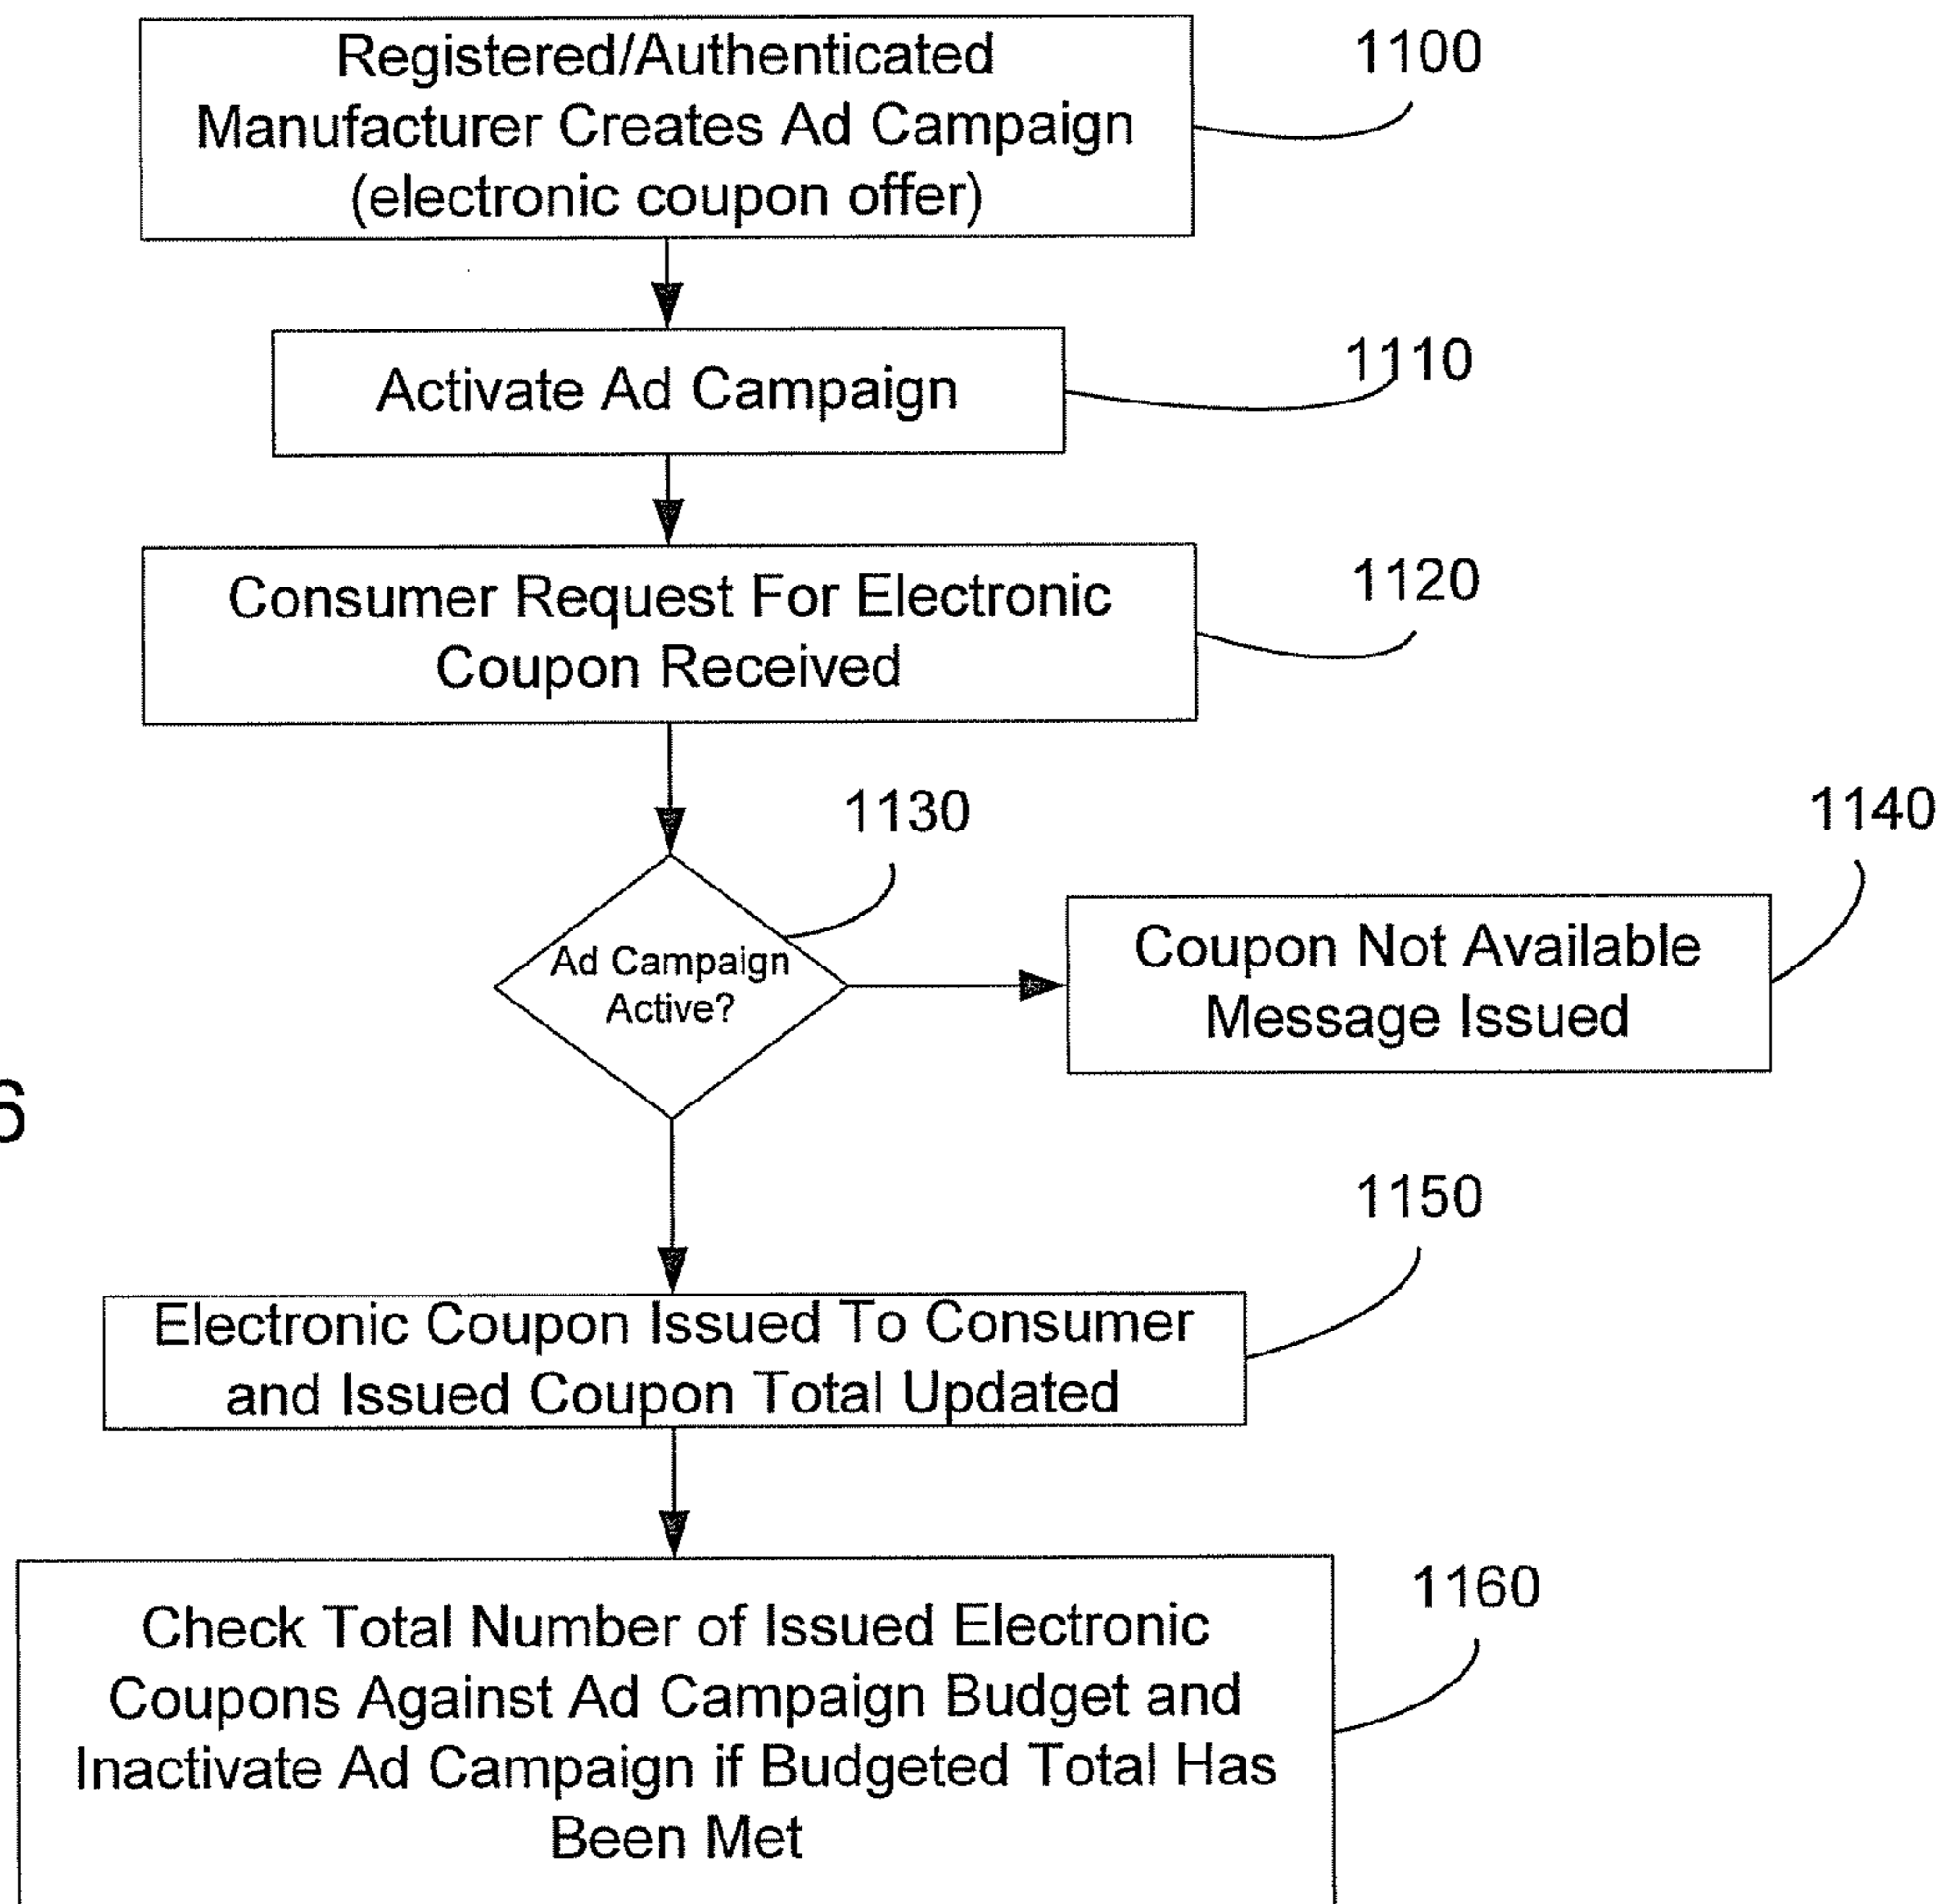 Registered/Authenticated
Manufacturer Creates Ad Campaign
(electronic coupon offer)
1100
Activate Ad Campaign
1110
Consumer Request For Electronic
Coupon Received
1120
1130
1140
Ad Campaign
Active?
Coupon Not Available
Message Issued
6
1150
Electronic Coupon Issued To Consumer
and Issued Coupon Total Updated
1160
Check Total Number of Issued Electronic
Coupons Against Ad Campaign Budget and
Inactivate Ad Campaign if Budgeted Total Has
Been Met